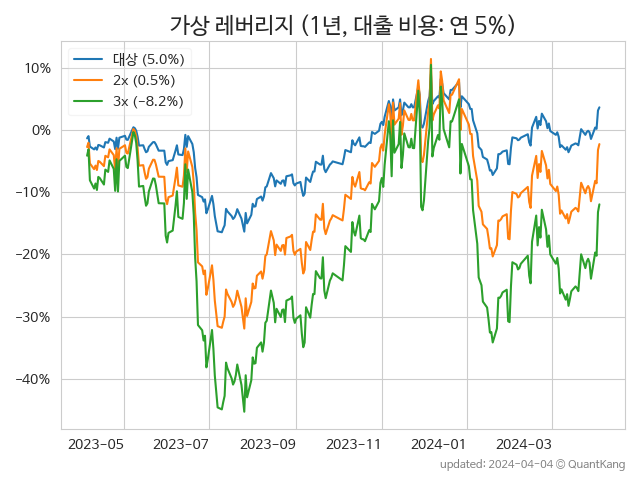 가상 레버리지 (1년, 대출 비용: 연 5%)
대상 (5.0%)
2x (0.5%)
3x (−8.2%)
10%
0%
−10%
−20%
−30%
−40%
2023-05 2023-07 2023-09 2023-11 2024-01 2024-03
updated: 2024-04-04 © QuantKang